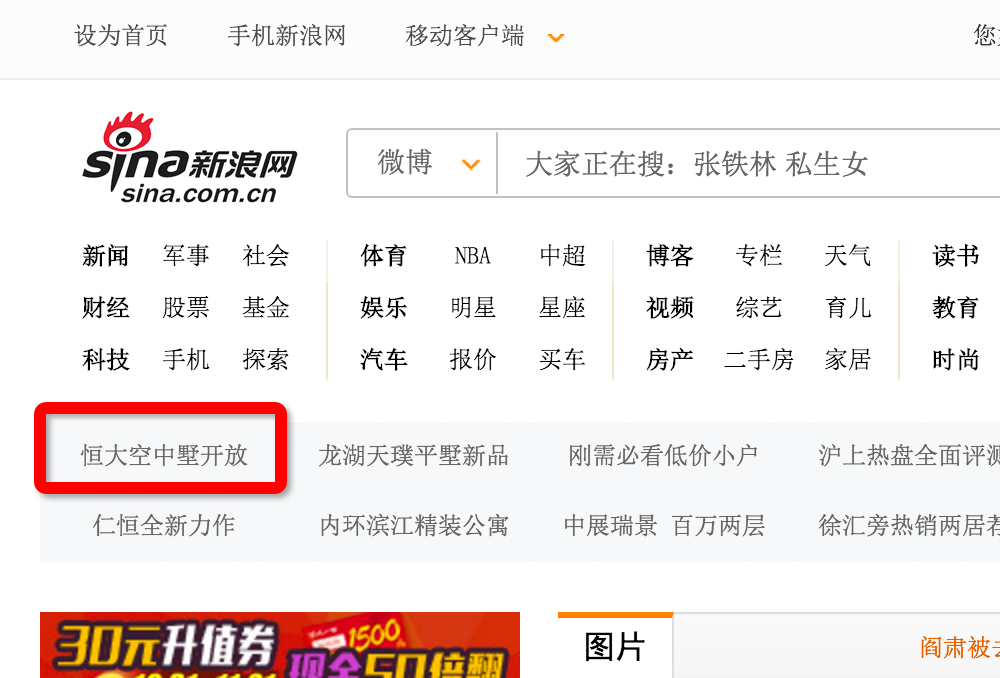 设为首页 手机新浪网 移动客户端 您
sina新浪网
sina.com.cn
微博 大家正在搜：张铁林 私生女
新闻 军事 社会 体育 NBA 中超 博客 专栏 天气 读书
财经 股票 基金 娱乐 明星 星座 视频 综艺 育儿 教育
科技 手机 探索 汽车 报价 买车 房产 二手房 家居 时尚
恒大空中墅开放 龙湖天璞平墅新品 刚需必看低价小户 沪上热盘全面评测
仁恒全新力作 内环滨江精装公寓 中展瑞景 百万两层 徐汇旁热销两居荐
30元升值券 1500
现金50倍翻
图片 阎肃被去